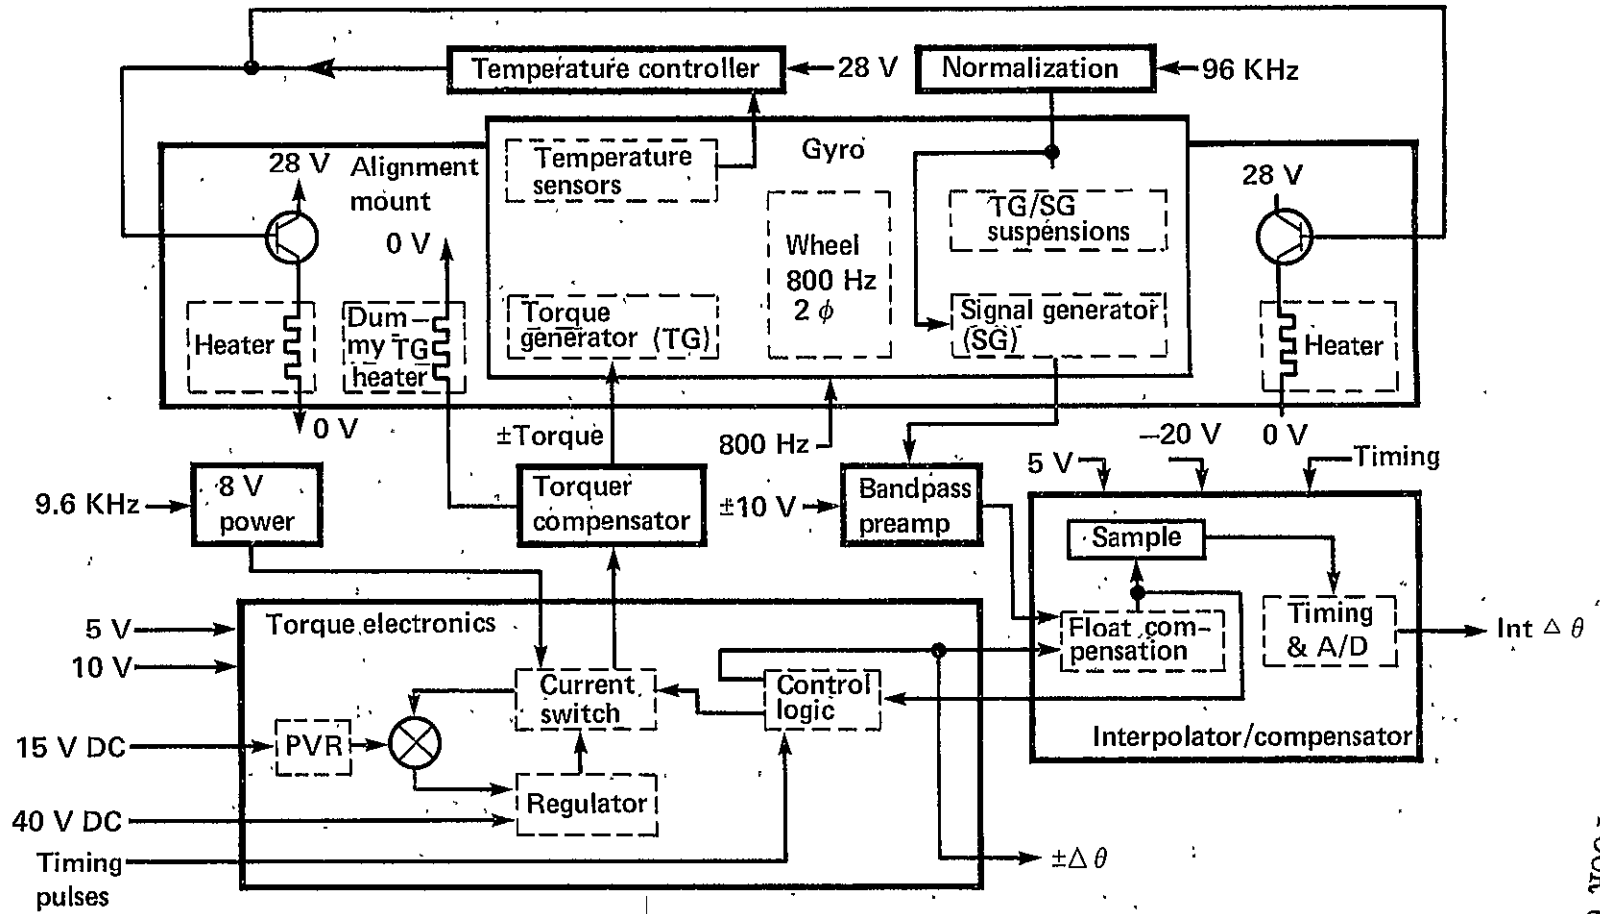 Temperature controller
28 V
Normalization
96 KHz
28 V
Alignment
mount
Temperature
sensors
Gyro
28 V
TG/SG
suspensions
0 V
Wheel
800 Hz
2 ϕ
Heater
Dum-
my TG
heater
Torque
generator (TG)
Signal generator
(SG)
Heater
0 V
±Torque
800 Hz
-20 V
0 V
5 V
Timing
9.6 KHz
8 V
power
Torquer
compensator
±10 V
Bandpass
preamp
Sample
5 V
10 V
Torque electronics
Float com-
pensation
Timing
& A/D
Int △ θ
Current
switch
Control
logic
15 V DC
PVR
Interpolator/compensator
Regulator
40 V DC
Timing
pulses
±△ θ